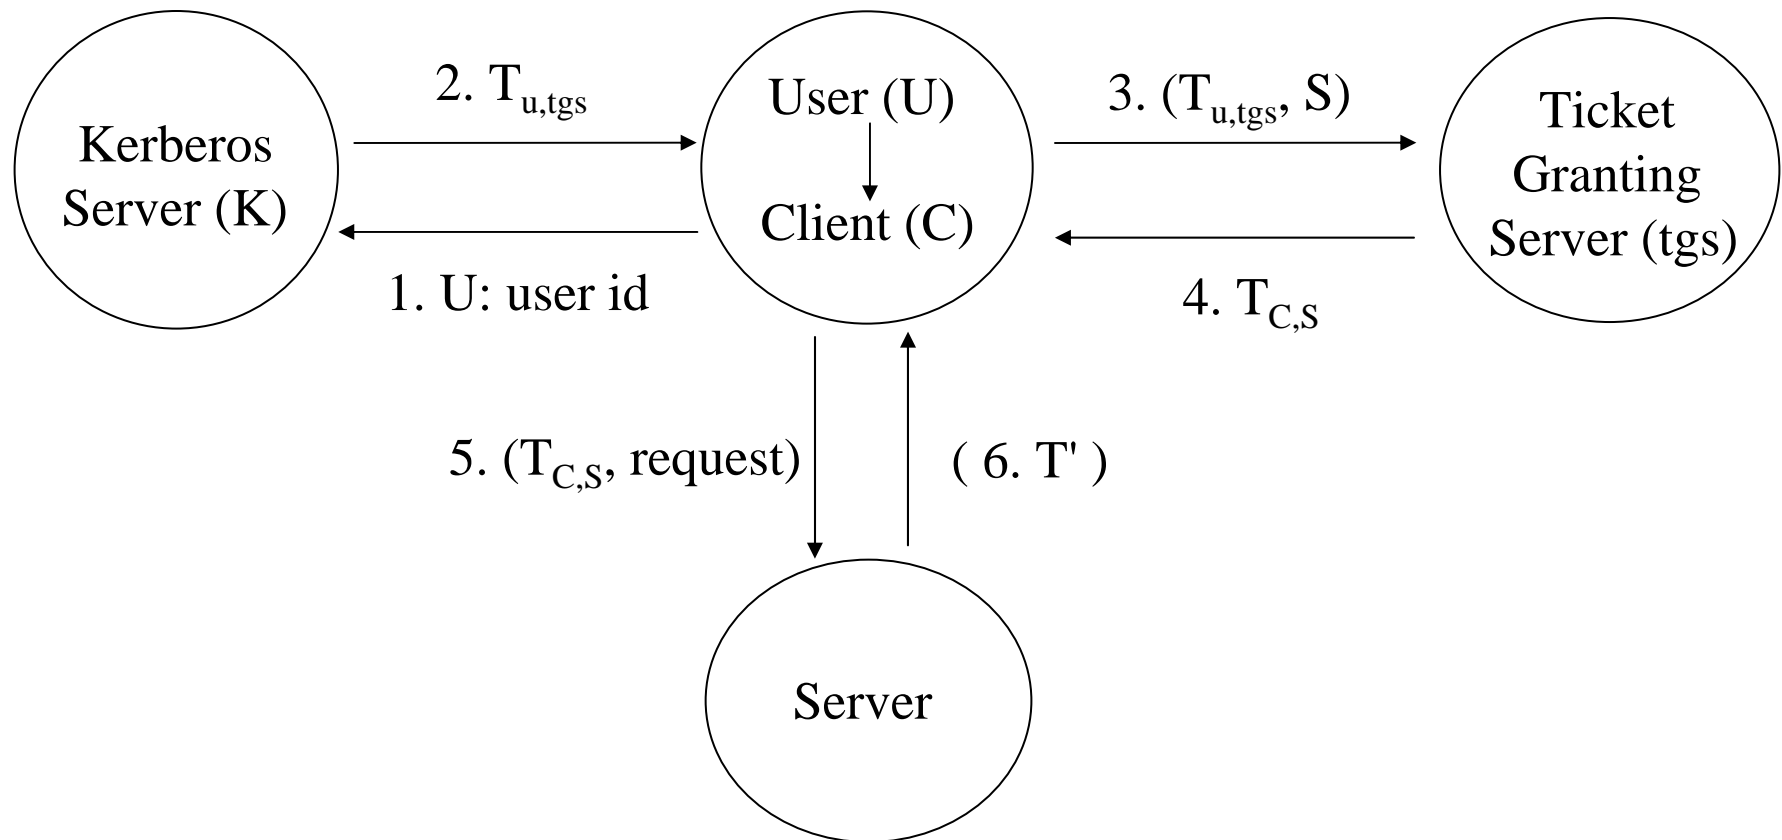 2. Tu,tgs
User (U)
3. (Tu,tgs, S)
Kerberos
Server (K)
Client (C)
Ticket
Granting
Server (tgs)
1. U: user id
4. TC,S
5. (TC,S, request)
( 6. T' )
Server